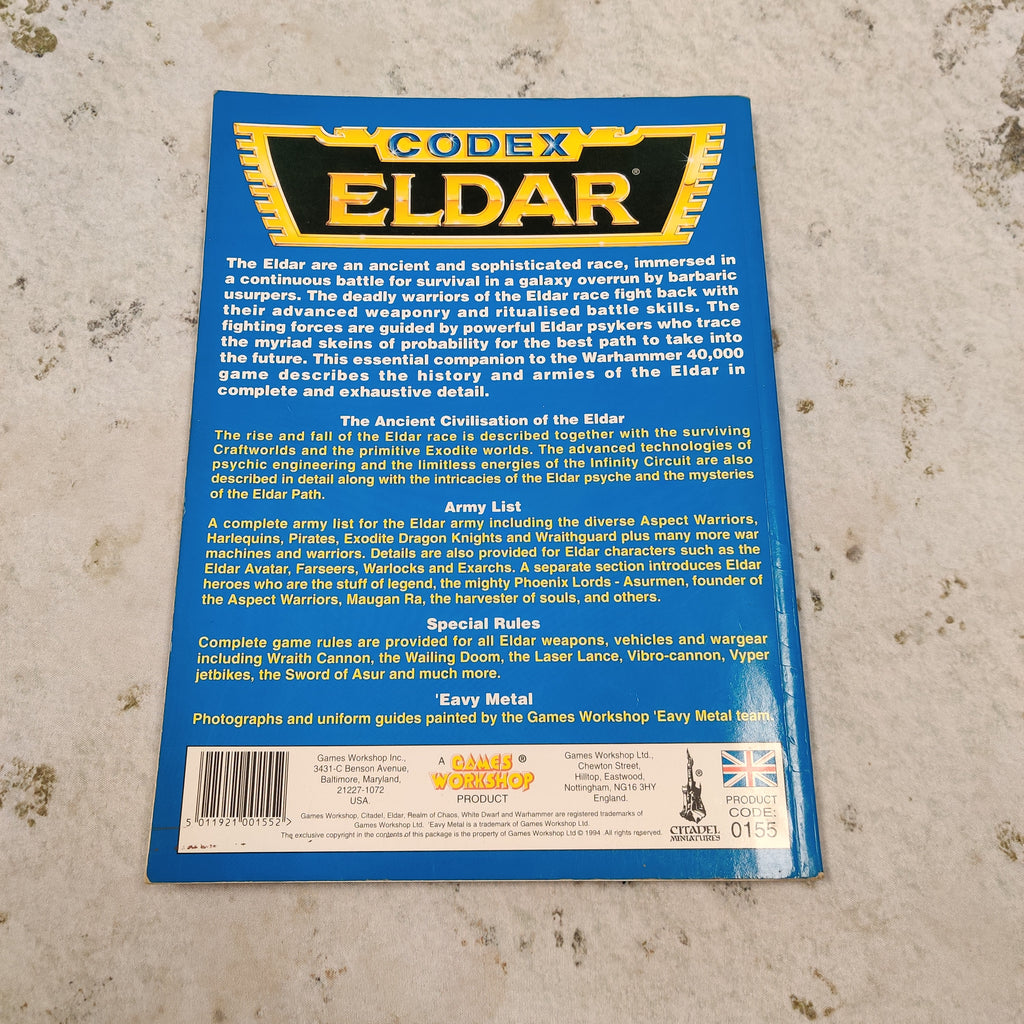 CODEX
ELDAR®
The Eldar are an ancient and sophisticated race, immersed in
a continuous battle for survival in a galaxy overrun by barbaric
usurpers. The deadly warriors of the Eldar race fight back with
their advanced weaponry and ritualised battle skills. The
fighting forces are guided by powerful Eldar psykers who trace
the myriad skeins of probability for the best path to take into
the future. This essential companion to the Warhammer 40,000
game describes the history and armies of the Eldar in
complete and exhaustive detail.
The Ancient Civilisation of the Eldar
The rise and fall of the Eldar race is described together with the surviving
Craftworlds and the primitive Exodite worlds. The advanced technologies of
psychic engineering and the limitless energies of the Infinity Circuit are also
described in detail along with the intricacies of the Eldar psyche and the mysteries
of the Eldar Path.
Army List
A complete army list for the Eldar army including the diverse Aspect Warriors,
Harlequins, Pirates, Exodite Dragon Knights and Wraithguard plus many more war
machines and warriors. Details are also provided for Eldar characters such as the
Eldar Avatar, Farseers, Warlocks and Exarchs. A separate section introduces Eldar
heroes who are the stuff of legend, the mighty Phoenix Lords - Asurmen, founder of
the Aspect Warriors, Maugan Ra, the harvester of souls, and others.
Special Rules
Complete game rules are provided for all Eldar weapons, vehicles and wargear
including Wraith Cannon, the Wailing Doom, the Laser Lance, Vibro-cannon, Vyper
jetbikes, the Sword of Asur and much more.
'Eavy Metal
Photographs and uniform guides painted by the Games Workshop 'Eavy Metal team.
5 011921 001552 >
Games Workshop Inc.,
3431-C Benson Avenue,
Baltimore, Maryland,
21227-1072
USA.
A GAMES WORKSHOP ®
PRODUCT
Games Workshop Ltd.,
Chewton Street,
Hilltop, Eastwood,
Nottingham, NG16 3HY
England.
Games Workshop, Citadel, Eldar, Realm of Chaos, White Dwarf and Warhammer are registered trademarks of
Games Workshop Ltd. 'Eavy Metal is a trademark of Games Workshop Ltd.
The exclusive copyright in the contents of this package is the property of Games Workshop Ltd © 1994. All rights reserved.
®
CITADEL
MINIATURES
PRODUCT
CODE:
0155